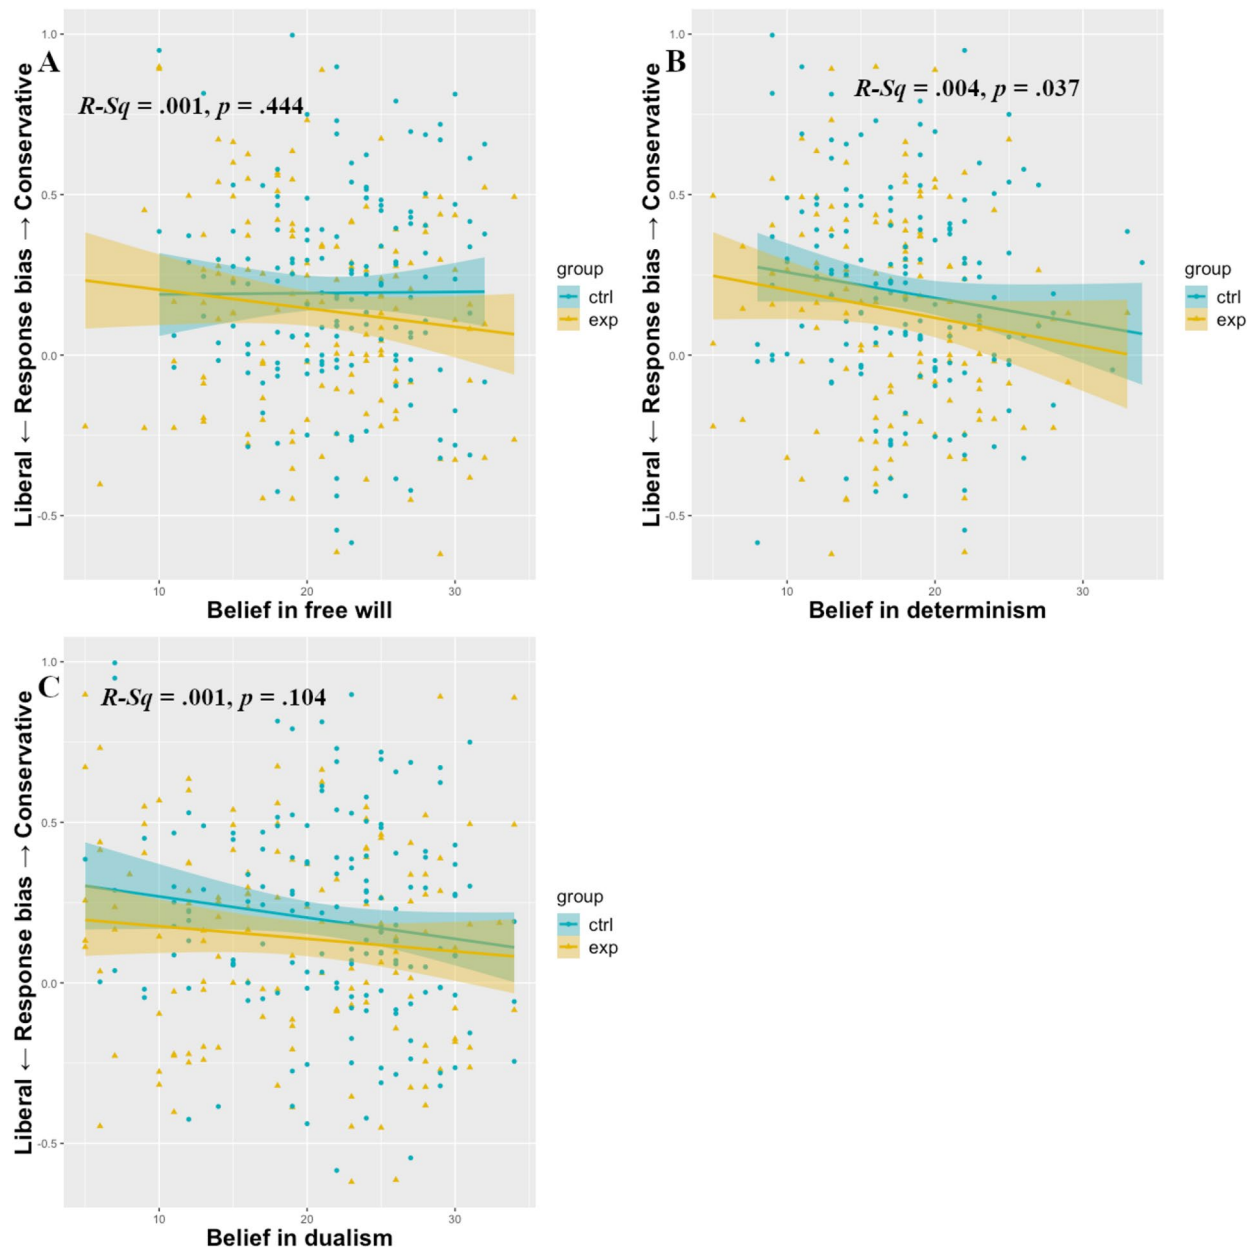 A
R-Sq = .001, p = .444
Liberal ← Response bias → Conservative
1.0
0.5
0.0
-0.5
10
20
30
Belief in free will
group
ctrl
exp
B
R-Sq = .004, p = .037
Liberal ← Response bias → Conservative
1.0
0.5
0.0
-0.5
10
20
30
Belief in determinism
group
ctrl
exp
C
R-Sq = .001, p = .104
Liberal ← Response bias → Conservative
1.0
0.5
0.0
-0.5
10
20
30
Belief in dualism
group
ctrl
exp